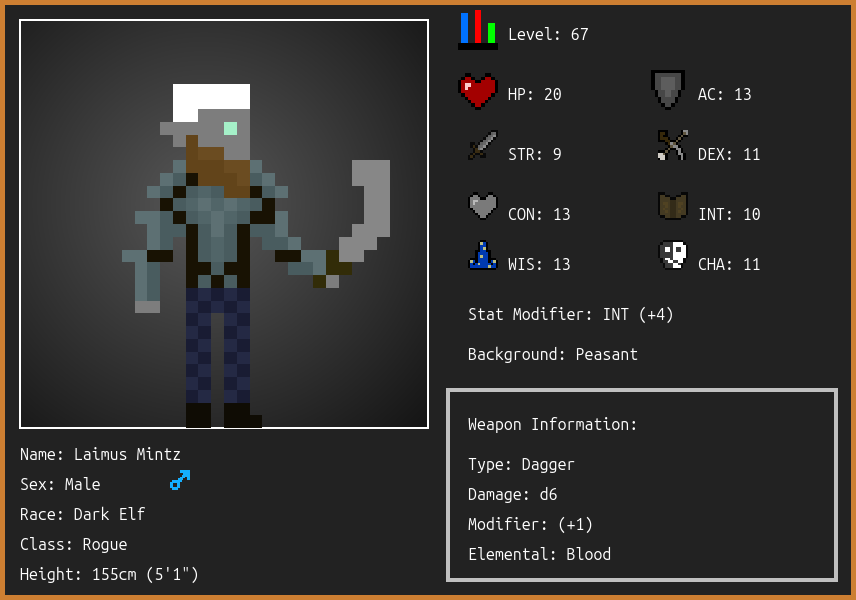 Level: 67
HP: 20
AC: 13
STR: 9
DEX: 11
CON: 13
INT: 10
WIS: 13
CHA: 11
Stat Modifier: INT (+4)
Background: Peasant
Weapon Information:
Type: Dagger
Damage: d6
Modifier: (+1)
Elemental: Blood
Name: Laimus Mintz
Sex: Male
Race: Dark Elf
Class: Rogue
Height: 155cm (5'1")